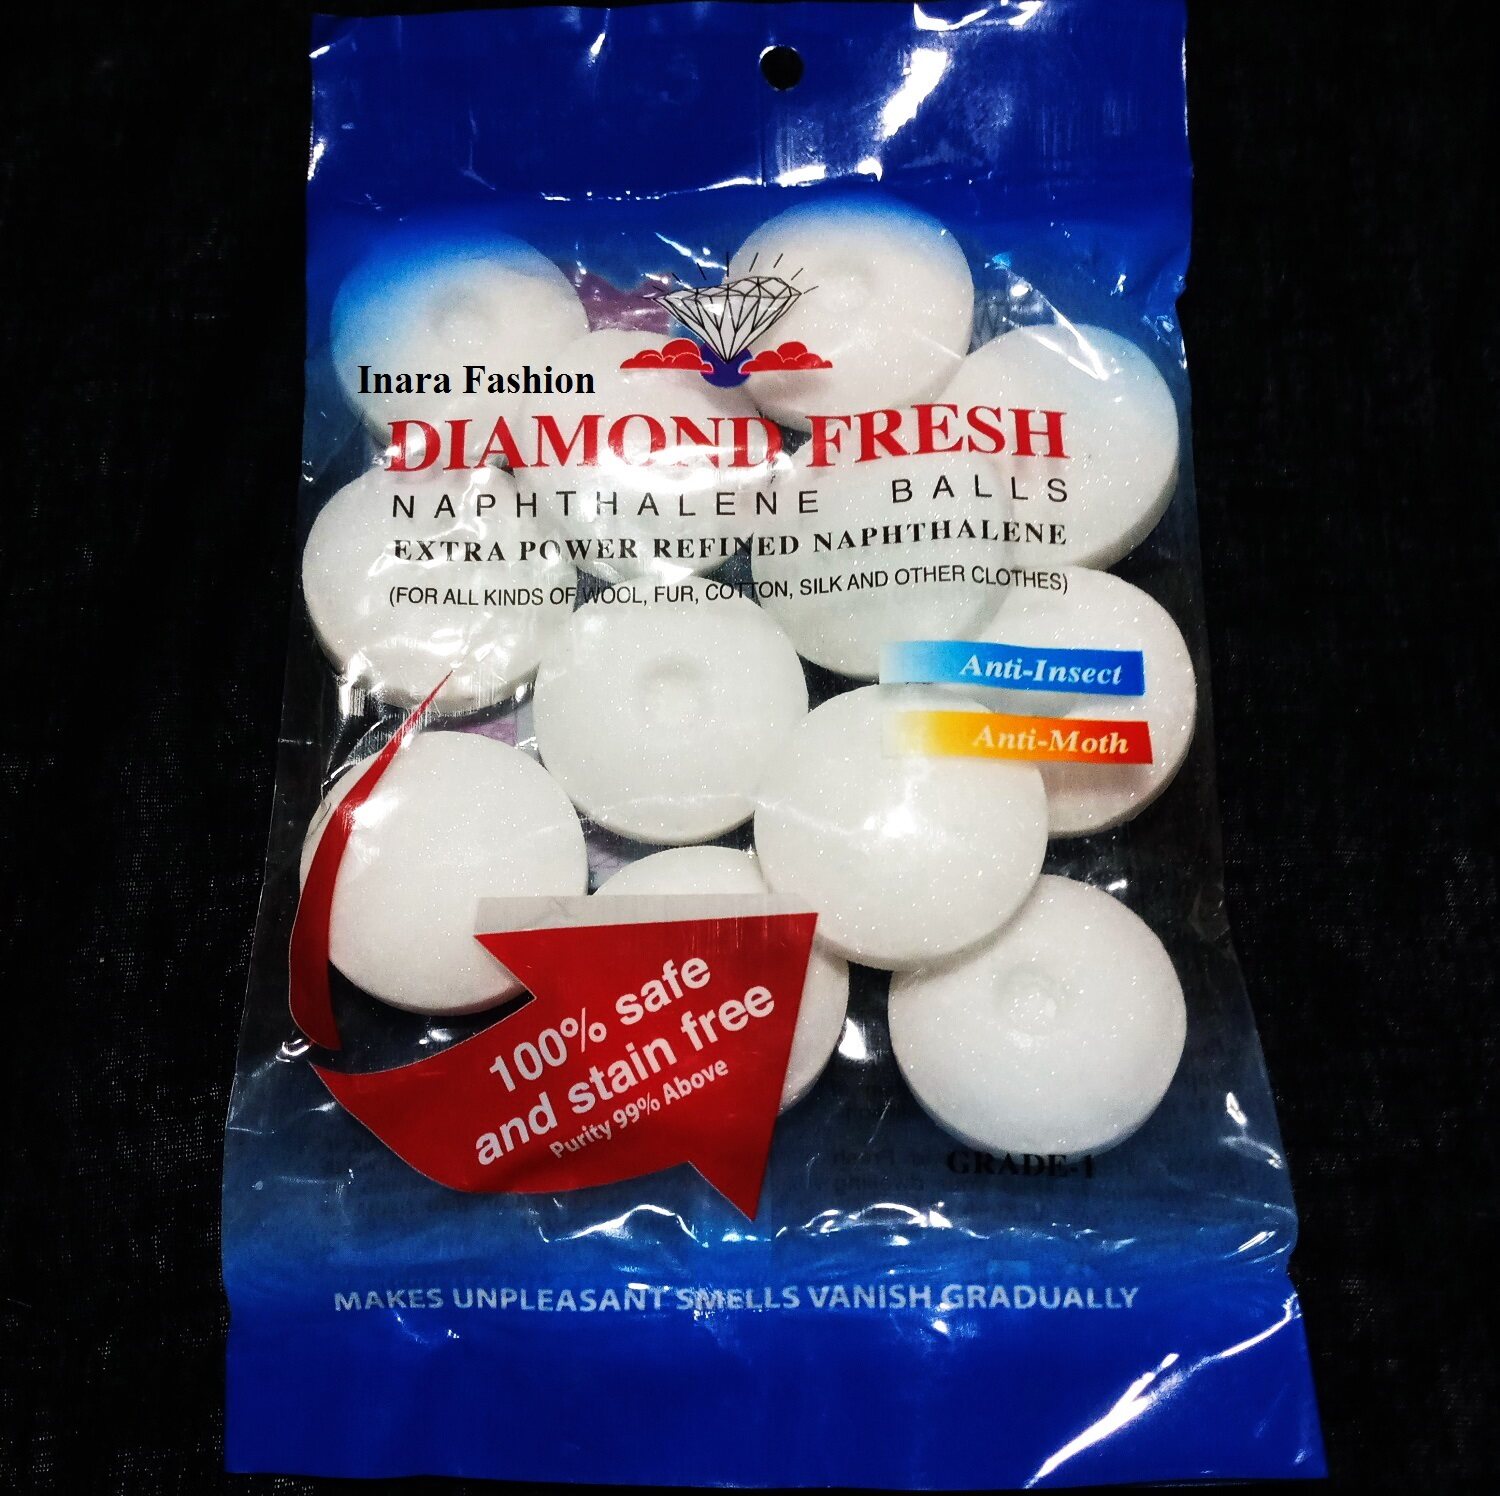 Inara Fashion
DIAMOND FRESH
NAPHTHALENE BALLS
EXTRA POWER REFINED NAPHTHALENE
(FOR ALL KINDS OF WOOL, FUR, COTTON, SILK AND OTHER CLOTHES)
Anti-Insect
Anti-Moth
100% safe
and stain free
Purity 99% Above
GRADE-1
MAKES UNPLEASANT SMELLS VANISH GRADUALLY